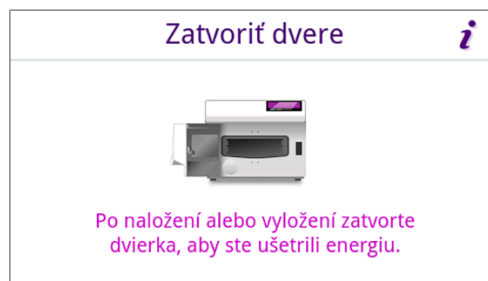 Zatvoriť dvere
Po naložení alebo vyložení zatvorte
dvierka, aby ste ušetrili energiu.